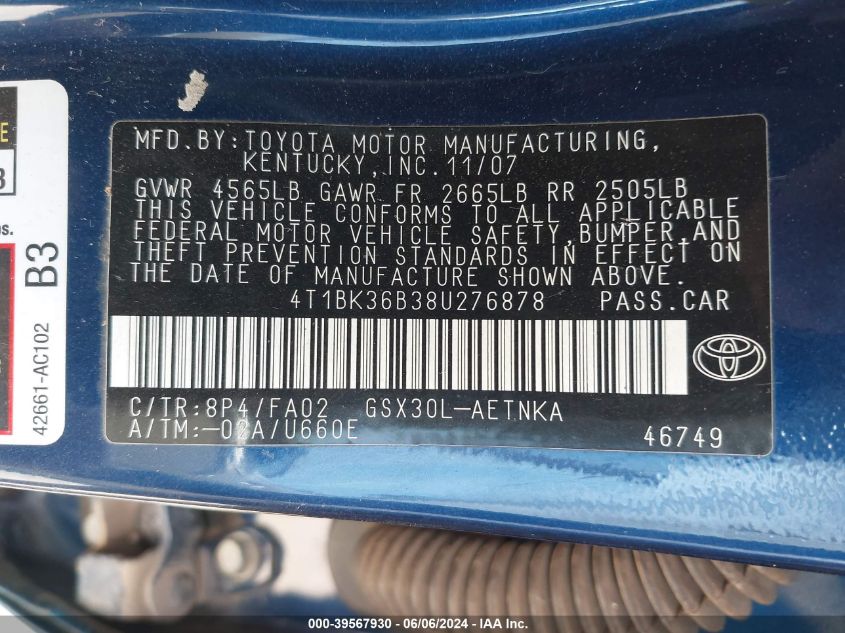 E
3
os.
B3
42661-AC102
MFD.BY:TOYOTA MOTOR MANUFACTURING,
KENTUCKY,INC.11/07
GVWR 4565LB GAWR FR 2665LB RR 2505LB
THIS VEHICLE CONFORMS TO ALL APPLICABLE
FEDERAL MOTOR VEHICLE SAFETY,BUMPER,AND
THEFT PREVENTION STANDARDS IN EFFECT ON
THE DATE OF MANUFACTURE SHOWN ABOVE.
4T1BK36B38U276878 PASS.CAR
C/TR:8P4/FA02 GSX30L-AETNKA
A/TM:-02A/U660E 46749
000-39567930 - 06/06/2024 - IAA Inc.